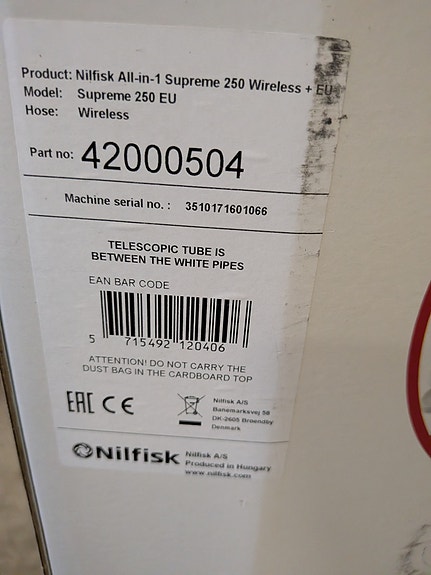 Product: Nilfisk All-in-1 Supreme 250 Wireless + EU
Model: Supreme 250 EU
Hose: Wireless
Part no: 42000504
Machine serial no. : 3510171601066
TELESCOPIC TUBE IS
BETWEEN THE WHITE PIPES
EAN BAR CODE
5 715492 120406
ATTENTION! DO NOT CARRY THE
DUST BAG IN THE CARDBOARD TOP
EAC CE
Nilfisk A/S
Banemarksvej 58
DK-2605 Broendby
Denmark
Nilfisk
Nilfisk A/S
Produced in Hungary
www.nilfisk.com